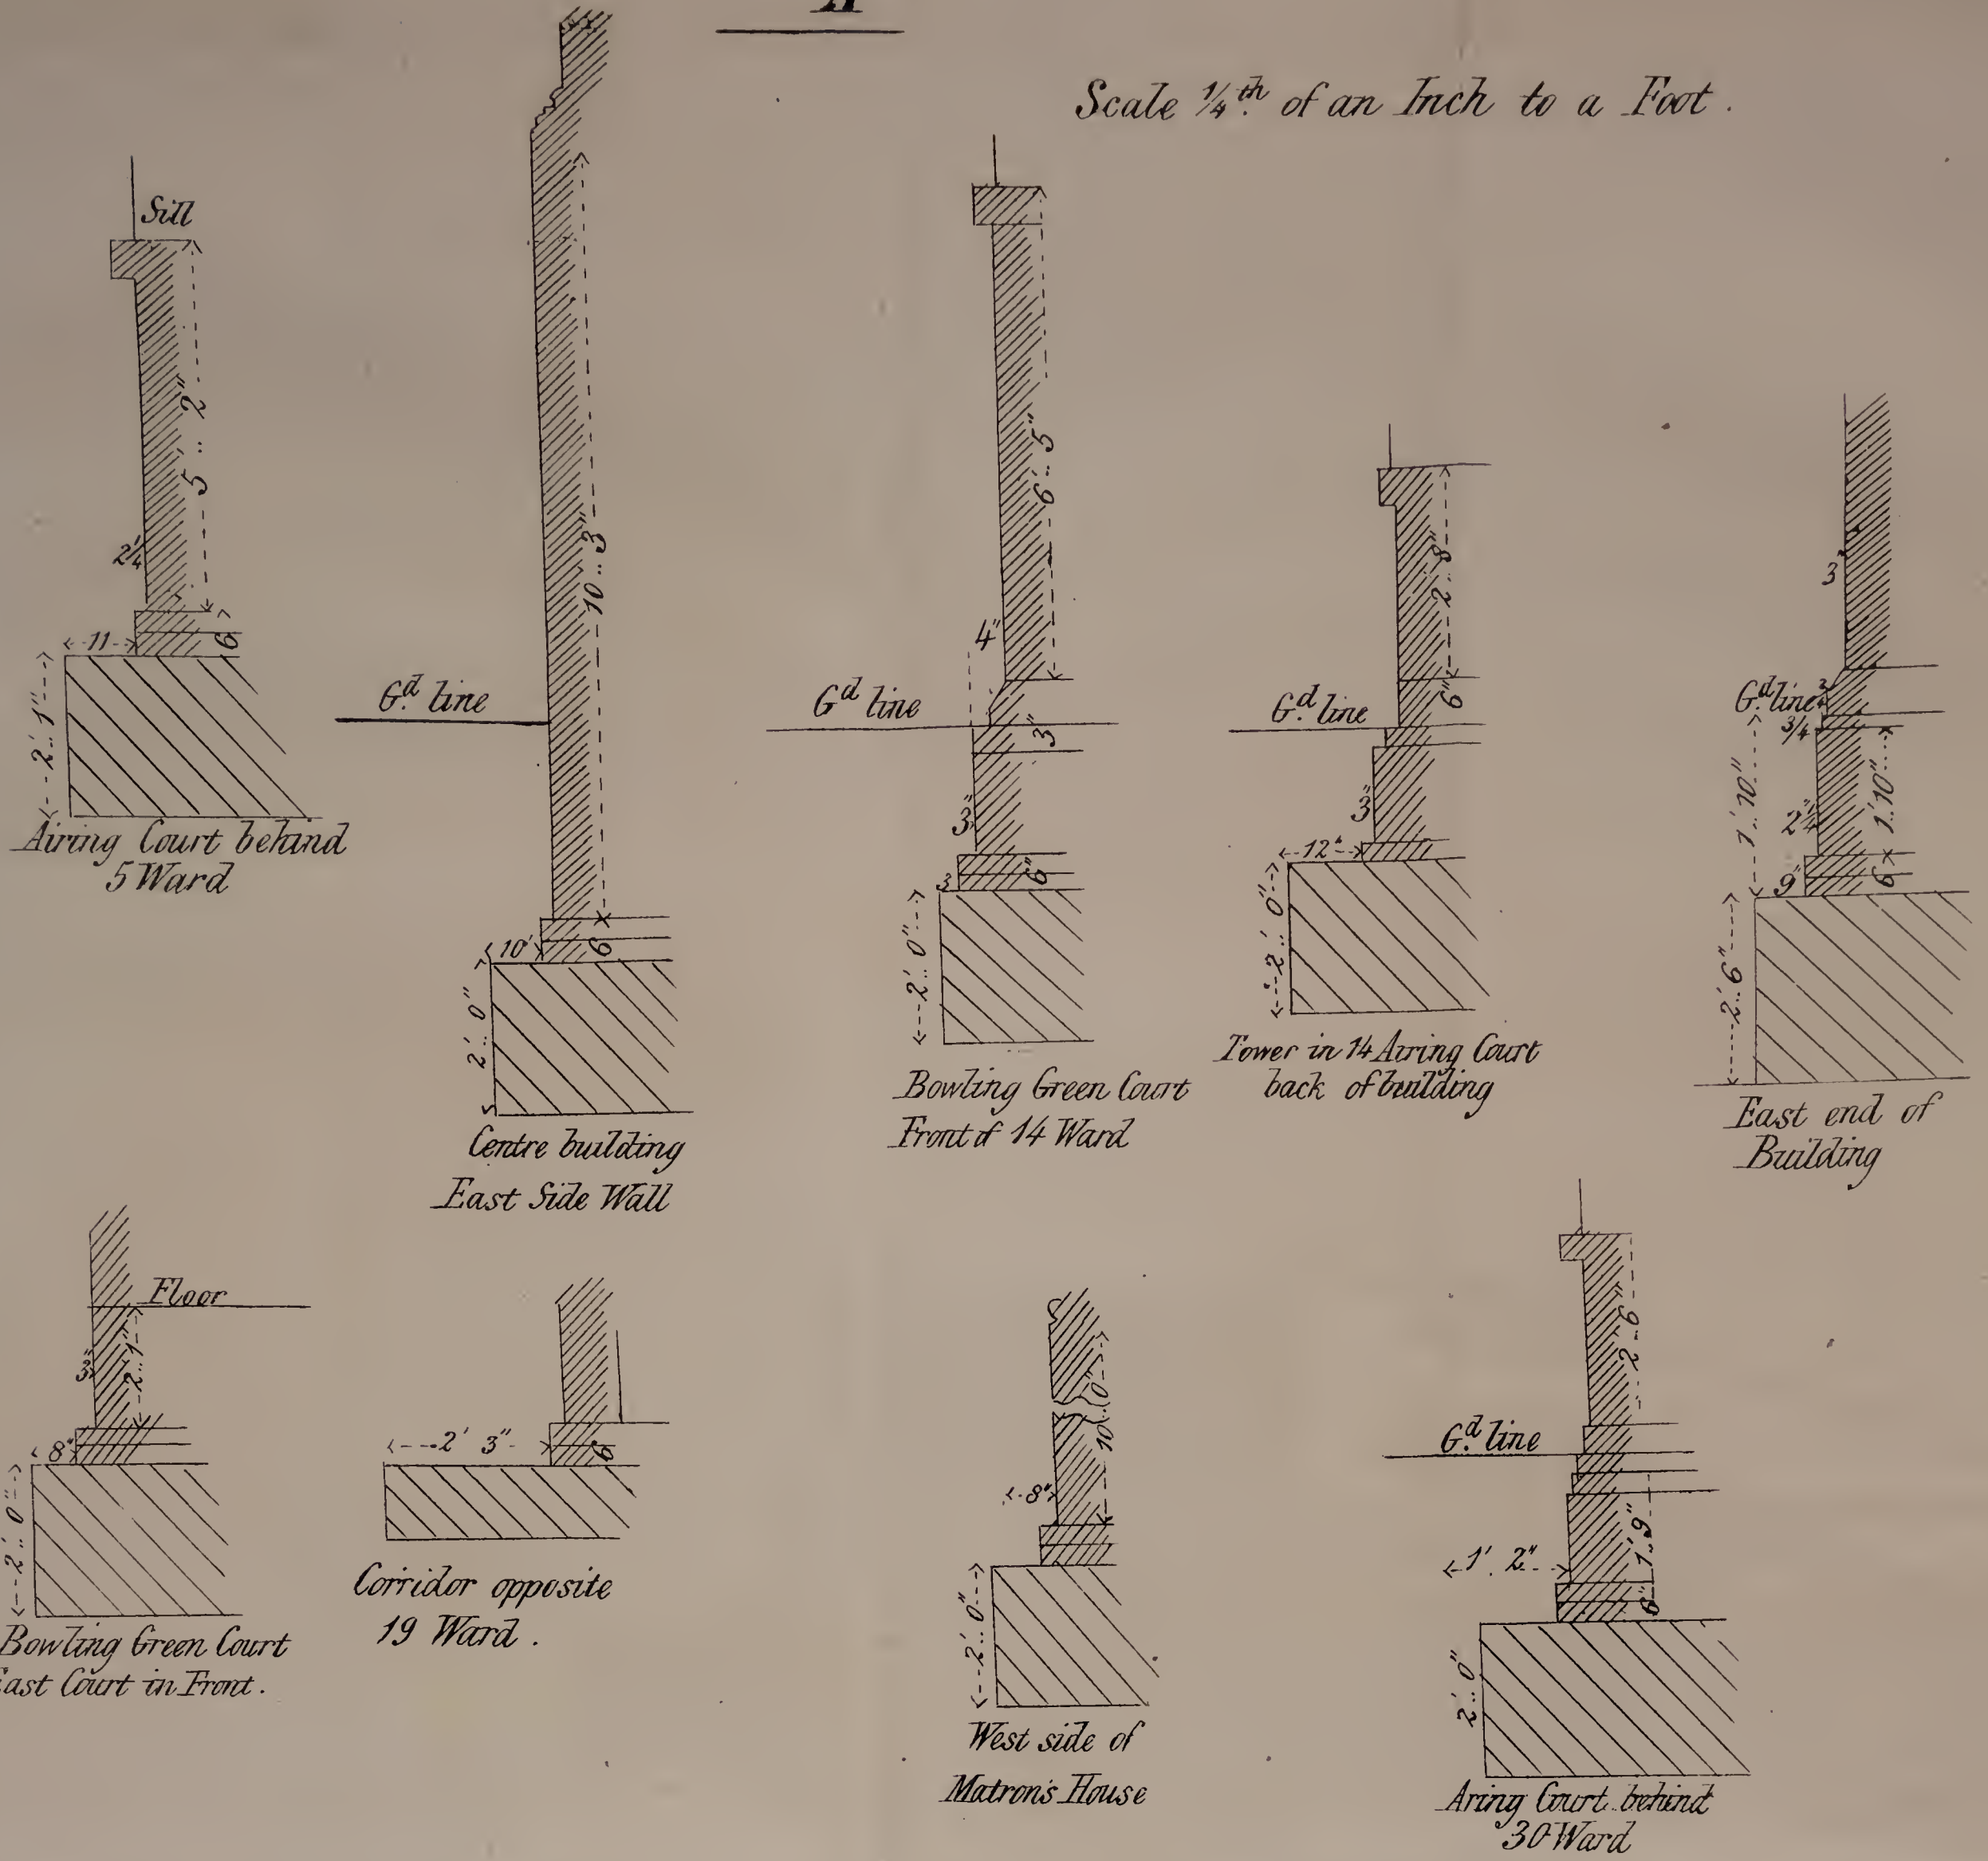 Scale 1/4th of an Inch to a Foot.
Sill
5 .. 2"
2¼
6
11
2'.. 1"
Airing Court behind
5 Ward
10 .. 3"
Gd. line
6
10'
2'.. 0"
Centre building
East Side Wall
6'.. 5"
4"
Gd line
3"
3"
6"
3
2'.. 0"
Bowling Green Court
Front of 14 Ward
2 .. 8"
6"
Gd. line
3"
12"
2'.. 0"
Tower in 14 Airing Court
back of building
3"
Gd. line
3/4
1'.. 10"
1'.. 10"
2¼"
6
9"
2'.. 6"
East end of
Building
Floor
3"
2.. 1"
8"
2'.. 0"
Bowling Green Court
East Court in Front.
2' 3"
6
Corridor opposite
19 Ward.
10'.. 0"
8"
2'.. 0"
West side of
Matron's House
2 - 6"
Gd. line
1'.. 9"
1'. 2"
6"
2'.. 0"
Aring Court behind
30 Ward